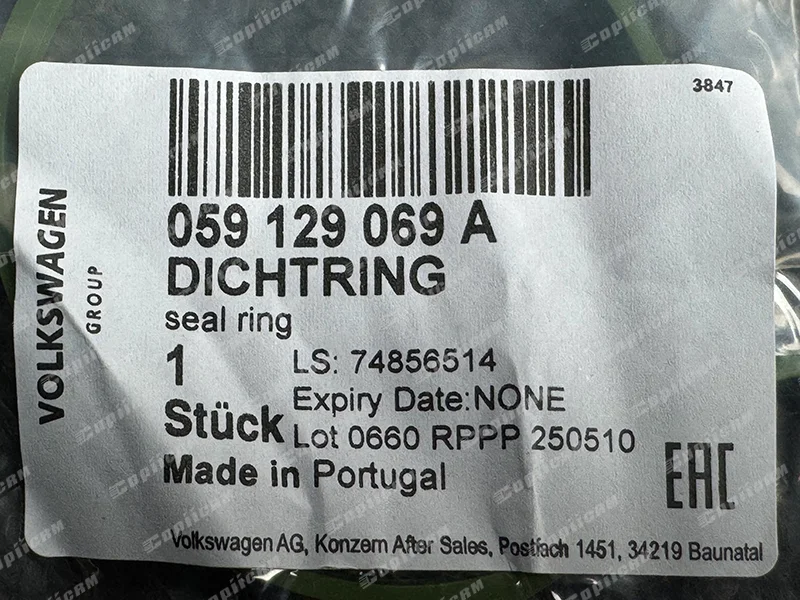 3847
059 129 069 A
DICHTRING
seal ring
1 LS: 74856514
Expiry Date:NONE
Stück Lot 0660 RPPP 250510
Made in Portugal
EAC
Volkswagen AG, Konzern After Sales, Postfach 1451, 34219 Baunatal
VOLKSWAGEN
GROUP
CopiiCAM